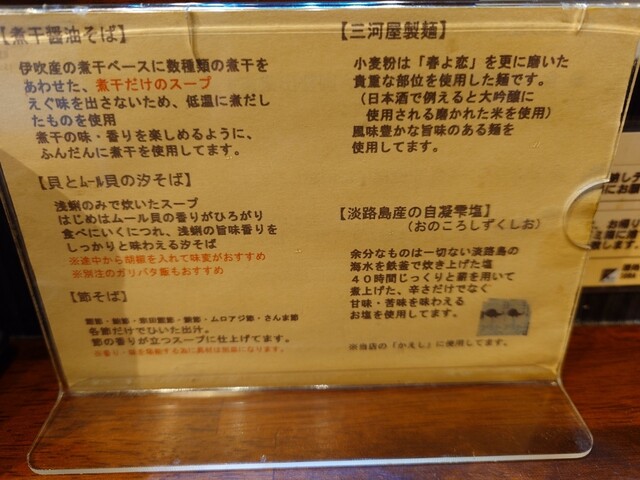 【煮干醤油そば】
伊吹産の煮干ベースに数種類の煮干を
あわせた、煮干だけのスープ
えぐ味を出さないため、低温に煮だし
たものを使用
煮干の味・香りを楽しめるように、
ふんだんに煮干を使用してます。
【貝とムール貝の汐そば】
浅蜊のみで炊いたスープ
はじめはムール貝の香りがひろがり
食べにいくにつれ、浅蜊の旨味香りを
しっかりと味わえる汐そば
※途中から胡椒を入れて味変がおすすめ
※別注のガリバタ飯もおすすめ
【節そば】
節・宗田鰹節・鯖節・ムロアジ節・さんま節
各節だけでひいた出汁。
節の香りが立つスープに仕上げてます。
【三河屋製麺】
小麦粉は「春よ恋」を更に磨いた
貴重な部位を使用した麺です。
(日本酒で例えると大吟醸に
使用される磨かれた米を使用)
風味豊かな旨味のある麺を
使用してます。
【淡路島産の自凝雫塩】
(おのころしずくしお)
余分なものは一切ない淡路島の
海水を鉄釜で炊き上げた塩
40時間じっくりと薪を用いて
煮上げた、辛さだけでなく
甘味・苦味を味わえる
お塩を使用してます。
※当店の「かえし」に使用してます。